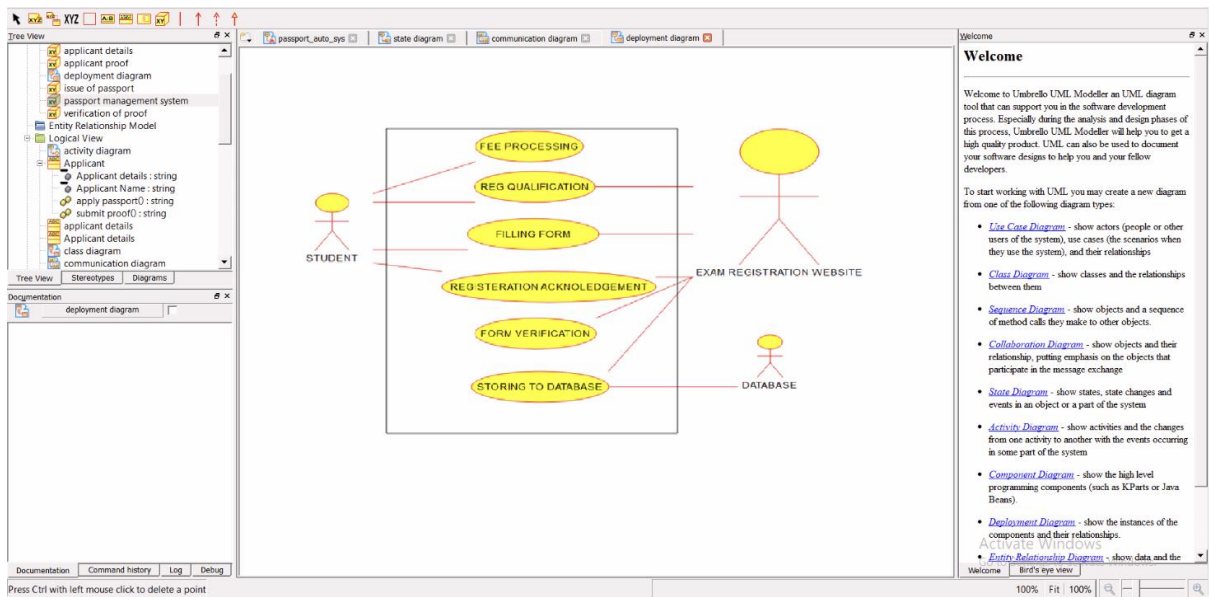 XYZ
Tree View
applicant details
applicant proof
deployment diagram
issue of passport
passport management system
verification of proof
Entity Relationship Model
Logical View
activity diagram
Applicant
Applicant details : string
Applicant Name : string
apply passport() : string
submit proof() : string
applicant details
Applicant details
class diagram
communication diagram
Tree View Stereotypes Diagrams
Documentation
deployment diagram
Documentation Command history Log Debug
Press Ctrl with left mouse click to delete a point
passport_auto_sys state diagram communication diagram deployment diagram
FEE PROCESSING
REG QUALIFICATION
FILLING FORM
STUDENT
REGISTERATION ACKNOLEDGEMENT
EXAM REGISTRATION WEBSITE
FORM VERIFICATION
STORING TO DATABASE
DATABASE
Welcome
Welcome
Welcome to Umbrello UML Modeller an UML diagram
tool that can support you in the software development
process. Especially during the analysis and design phases of
this process, Umbrello UML Modeller will help you to get a
high quality product. UML can also be used to document
your software designs to help you and your fellow
developers.
To start working with UML you may create a new diagram
from one of the following diagram types:
• Use Case Diagram - show actors (people or other
users of the system), use cases (the scenarios when
they use the system), and their relationships
• Class Diagram - show classes and the relationships
between them
• Sequence Diagram - show objects and a sequence
of method calls they make to other objects.
• Collaboration Diagram - show objects and their
relationship, putting emphasis on the objects that
participate in the message exchange
• State Diagram - show states, state changes and
events in an object or a part of the system
• Activity Diagram - show activities and the changes
from one activity to another with the events occurring
in some part of the system
• Component Diagram - show the high level
programming components (such as KParts or Java
Beans).
• Deployment Diagram - show the instances of the
components and their relationships.
Activate Windows
• Entity Relationship Diagram - show data and the
Welcome Bird's eye view
100% Fit 100%